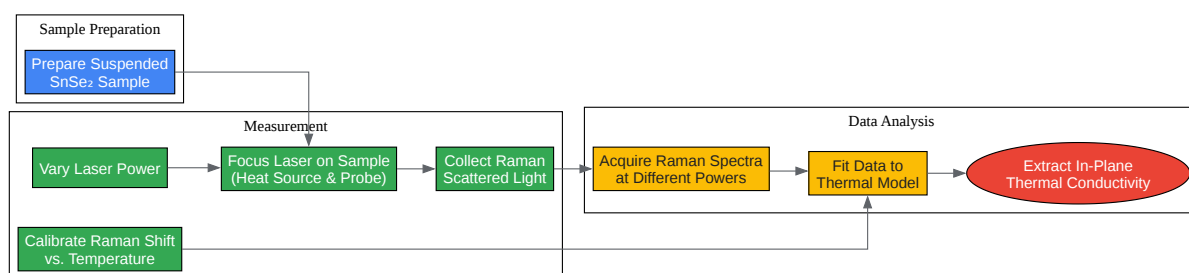 Sample Preparation
Prepare Suspended
SnSe₂ Sample
Measurement
Vary Laser Power
Focus Laser on Sample
(Heat Source & Probe)
Collect Raman
Scattered Light
Calibrate Raman Shift
vs. Temperature
Data Analysis
Acquire Raman Spectra
at Different Powers
Fit Data to
Thermal Model
Extract In-Plane
Thermal Conductivity